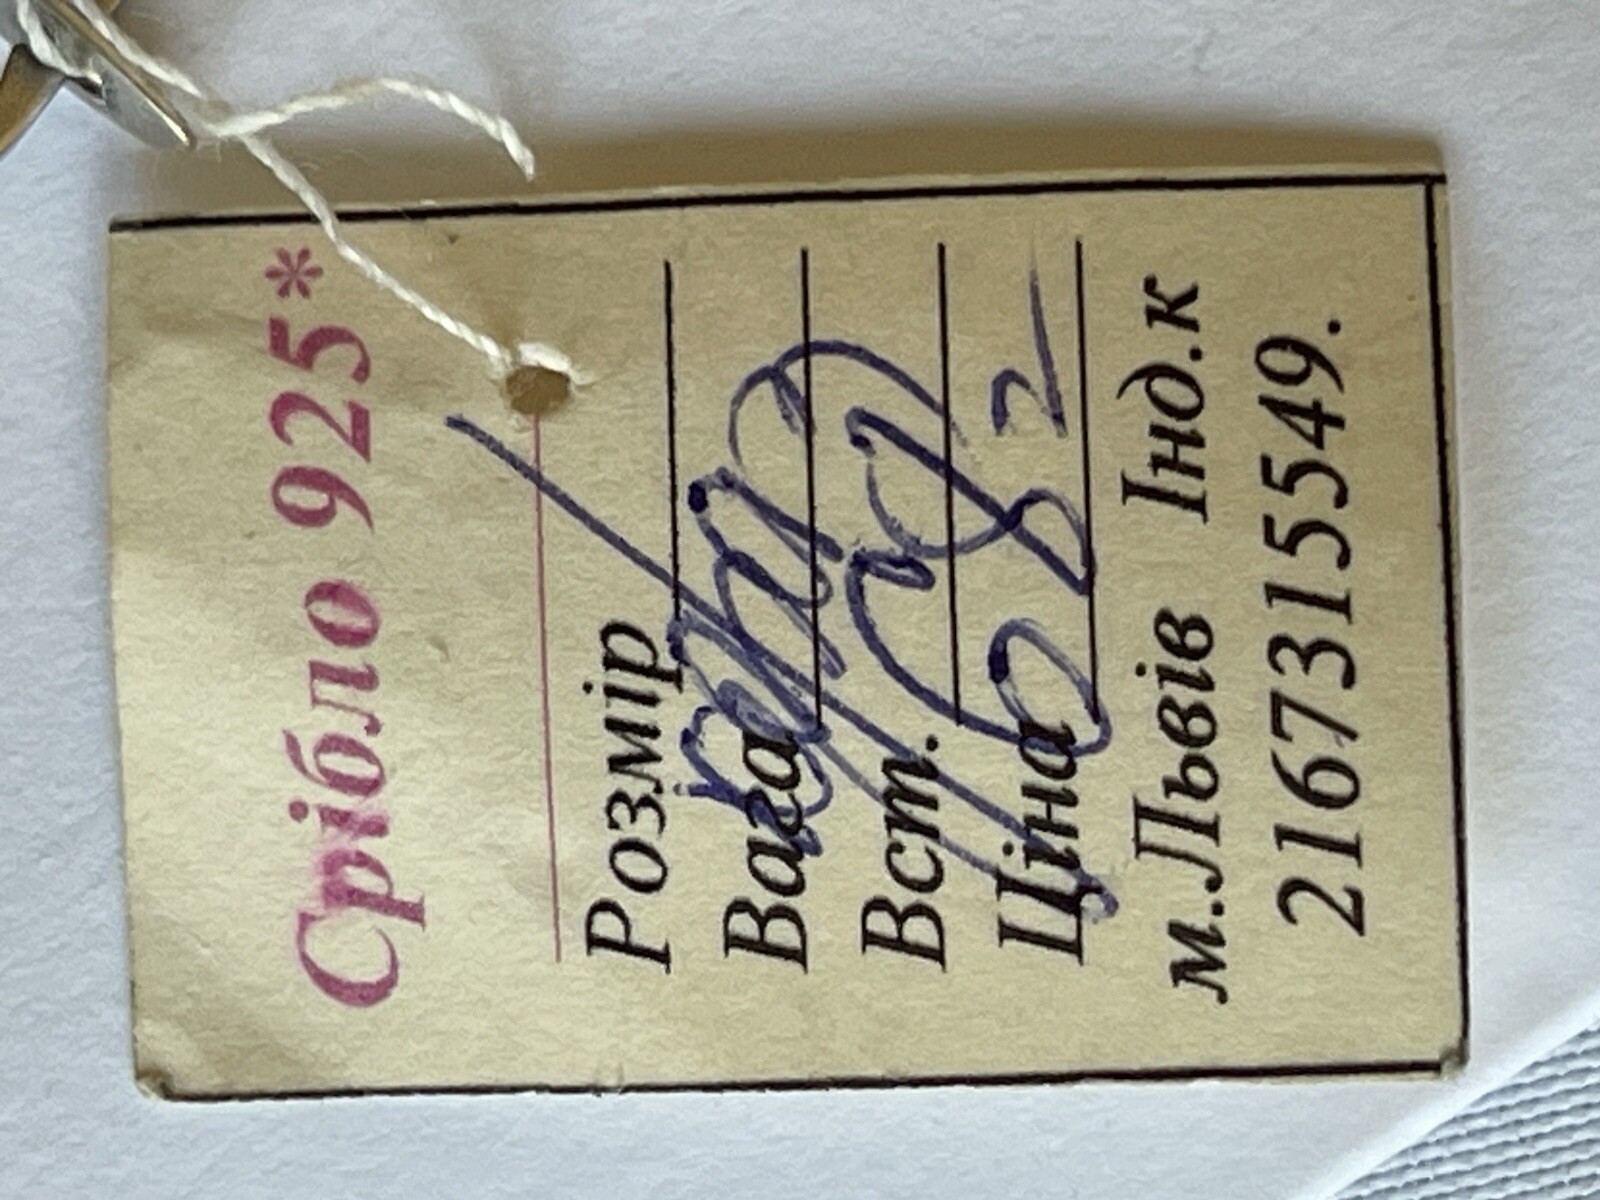 Срібло 925*
Розмір
Вага
Вст.
Ціна
м.Львів Інд.к
2167315549.